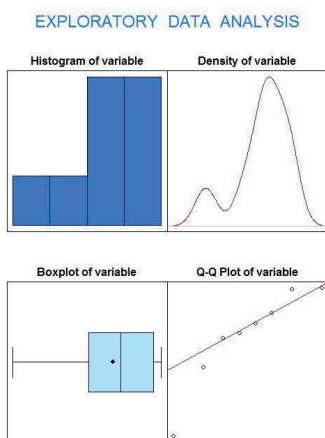 EXPLORATORY DATA ANALYSIS
Histogram of variable
Density of variable
Boxplot of variable
Q-Q Plot of variable